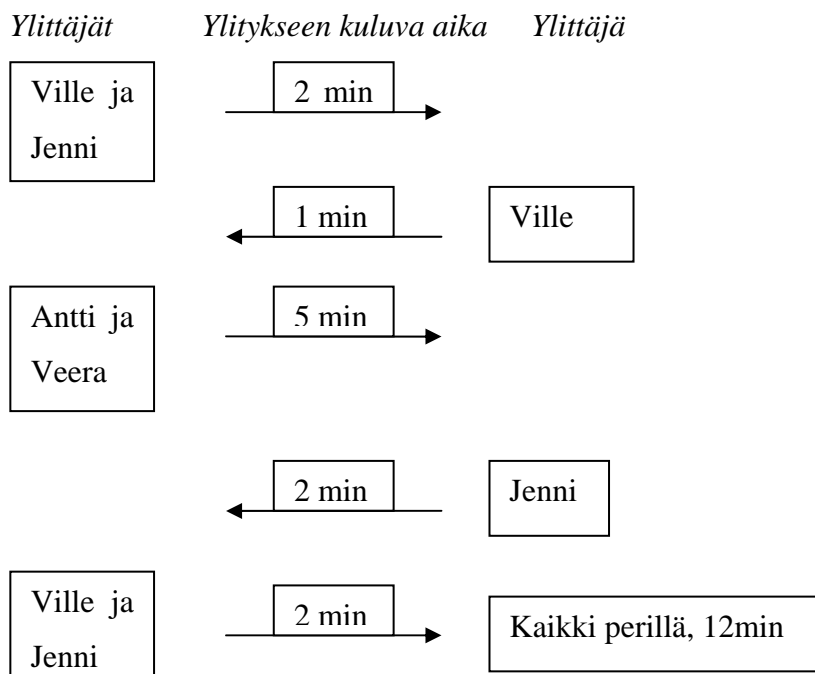 Ylittäjät Ylitykseen kuluva aika Ylittäjä
Ville ja
Jenni
2 min
1 min
Ville
Antti ja
Veera
5 min
2 min
Jenni
Ville ja
Jenni
2 min
Kaikki perillä, 12min